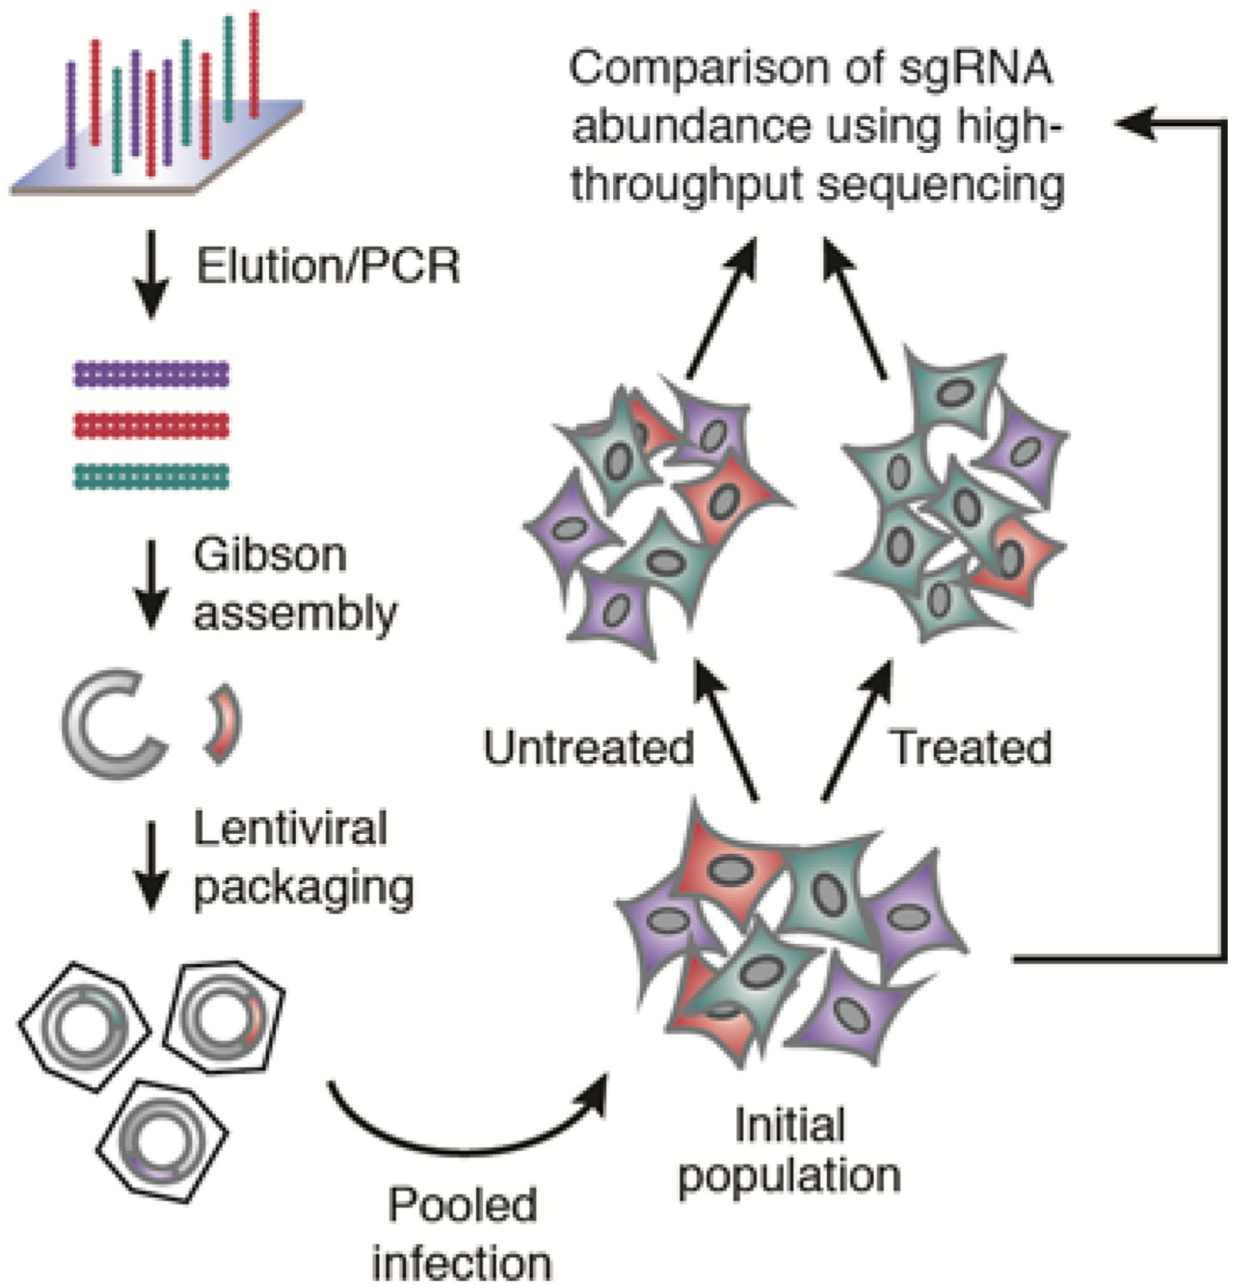 Elution/PCR
Gibson
assembly
Lentiviral
packaging
Pooled
infection
Initial
population
Untreated
Treated
Comparison of sgRNA
abundance using high-
throughput sequencing